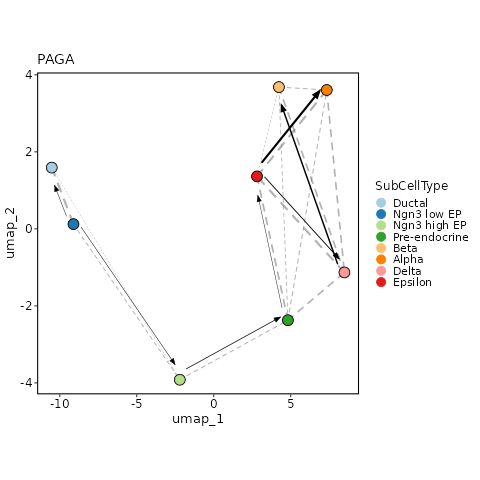 PAGA
4
2
0
-2
-4
umap_2
-10
-5
0
5
umap_1
SubCellType
Ductal
Ngn3 low EP
Ngn3 high EP
Pre-endocrine
Beta
Alpha
Delta
Epsilon